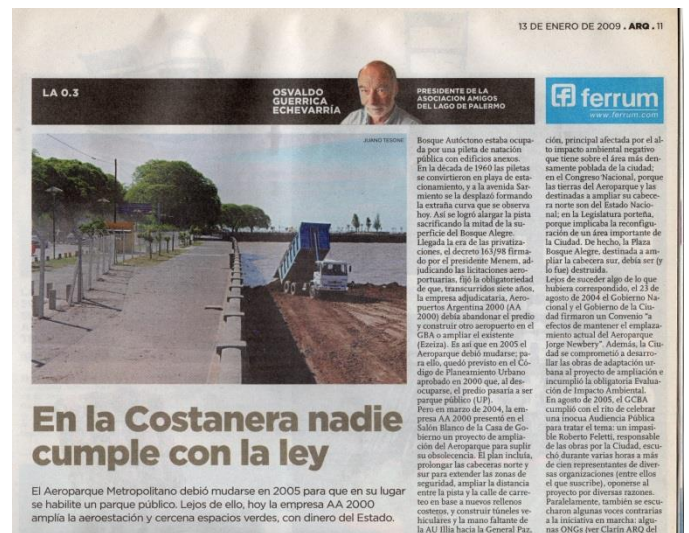 13 DE ENERO DE 2009 . ARQ . 11
LA 0.3
OSVALDO
GUERRICA
ECHEVARRÍA
PRESIDENTE DE LA
ASOCIACION AMIGOS
DEL LAGO DE PALERMO
ferrum
www.ferrum.com
JUANO TESONE
En la Costanera nadie
cumple con la ley
El Aeroparque Metropolitano debió mudarse en 2005 para que en su lugar
se habilite un parque público. Lejos de ello, hoy la empresa AA 2000
amplía la aeroestación y cercena espacios verdes, con dinero del Estado.
Bosque Autóctono estaba ocupa-
da por una pileta de natación
pública con edificios anexos.
En la década de 1960 las piletas
se convirtieron en playa de esta-
cionamiento, y a la avenida Sar-
miento se la desplazó formando
la extraña curva que se observa
hoy. Así se logró alargar la pista
sacrificando la mitad de la su-
perficie del Bosque Alegre.
Llegada la era de las privatiza-
ciones, el decreto 163/98 firma-
do por el presidente Menem, ad-
judicando las licitaciones aero-
portuarias, fijó la obligatoriedad
de que, transcurridos siete años,
la empresa adjudicataria, Aero-
puertos Argentina 2000 (AA
2000) debía abandonar el predio
y construir otro aeropuerto en el
GBA o ampliar el existente
(Ezeiza). Es así que en 2005 el
Aeroparque debió mudarse; pa-
ra ello, quedó previsto en el Có-
digo de Planeamiento Urbano
aprobado en 2000 que, al des-
ocuparse, el predio pasaría a ser
parque público (UP).
Pero en marzo de 2004, la em-
presa AA 2000 presentó en el
Salón Blanco de la Casa de Go-
bierno un proyecto de amplia-
ción del Aeroparque para suplir
su obsolescencia. El plan incluía,
prolongar las cabeceras norte y
sur para extender las zonas de
seguridad, ampliar la distancia
entre la pista y la calle de carre-
teo en base a nuevos rellenos
costeros, y construir túneles ve-
hiculares y la mano faltante de
la AU Illia hacia la General Paz.
ción, principal afectada por el al-
to impacto ambiental negativo
que tiene sobre el área más den-
samente poblada de la ciudad;
en el Congreso Nacional, porque
las tierras del Aeroparque y las
destinadas a ampliar su cabece-
ra norte son del Estado Nacio-
nal; en la Legislatura porteña,
porque implicaba la reconfigu-
ración de un área importante de
la Ciudad. De hecho, la Plaza
Bosque Alegre, destinada a am-
pliar la cabecera sur, debía ser (y
lo fue) destruida.
Lejos de suceder algo de lo que
hubiera correspondido, el 23 de
agosto de 2004 el Gobierno Na-
cional y el Gobierno de la Ciu-
dad firmaron un Convenio "a
efectos de mantener el emplaza-
miento actual del Aeroparque
Jorge Newbery". Además, la Ciu-
dad se comprometió a desarro-
llar las obras de adaptación ur-
bana al proyecto de ampliación e
incumplió la obligatoria Evalua-
ción de Impacto Ambiental.
En agosto de 2005, el GCBA
cumplió con el rito de celebrar
una inocua Audiencia Pública
para tratar el tema: un impasi-
ble Roberto Feletti, responsable
de las obras por la Ciudad, escu-
chó durante varias horas a más
de cien representantes de diver-
sas organizaciones (entre ellos
el que suscribe), oponerse al
proyecto por diversas razones.
Paralelamente, también se escu-
charon algunas voces contrarias
a la iniciativa en marcha: algu-
nas ONGs (ver Clarín ARQ del